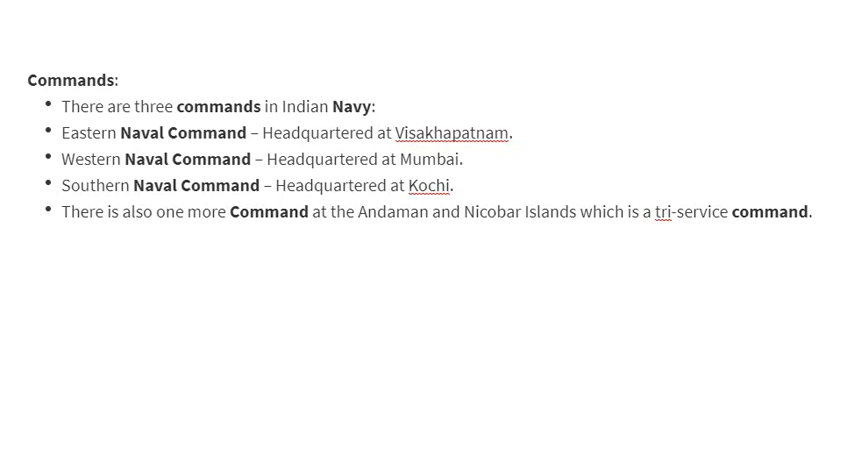 Commands:
• There are three commands in Indian Navy:
• Eastern Naval Command – Headquartered at Visakhapatnam.
• Western Naval Command – Headquartered at Mumbai.
• Southern Naval Command – Headquartered at Kochi.
• There is also one more Command at the Andaman and Nicobar Islands which is a tri-service command.